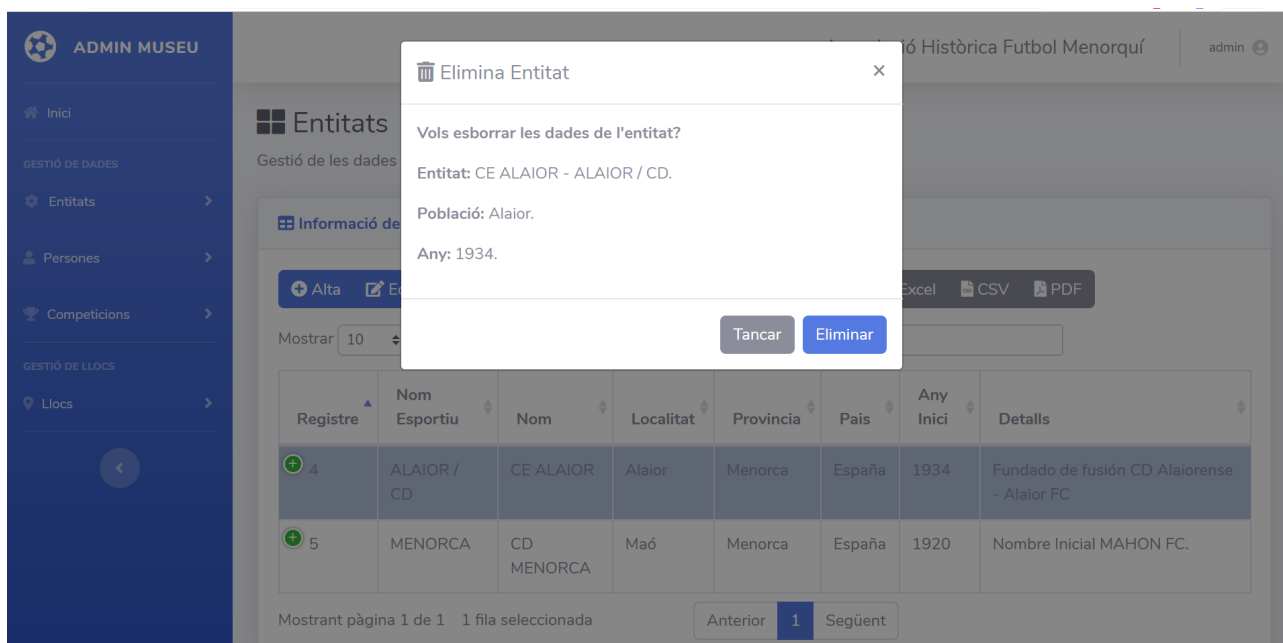 ADMIN MUSEU
ió Històrica Futbol Menorquí
admin
Inici
GESTIÓ DE DADES
Entitats
Persones
Competicions
GESTIÓ DE LLOCS
Llocs
Entitats
Gestió de les dades
Informació de
Elimina Entitat
×
Vols esborrar les dades de l'entitat?
Entitat: CE ALAIOR - ALAIOR / CD.
Població: Alaior.
Any: 1934.
Tancar
Eliminar
Alta
Excel
CSV
PDF
Mostrar 10
Registre
Nom
Esportiu
Nom
Localitat
Provincia
Pais
Any
Inici
Detalls
4
ALAIOR /
CD
CE ALAIOR
Alaior
Menorca
España
1934
Fundado de fusión CD Alaiorense
- Alaior FC
5
MENORCA
CD
MENORCA
Maó
Menorca
España
1920
Nombre Inicial MAHON FC.
Mostrant pàgina 1 de 1 1 fila seleccionada
Anterior
1
Següent